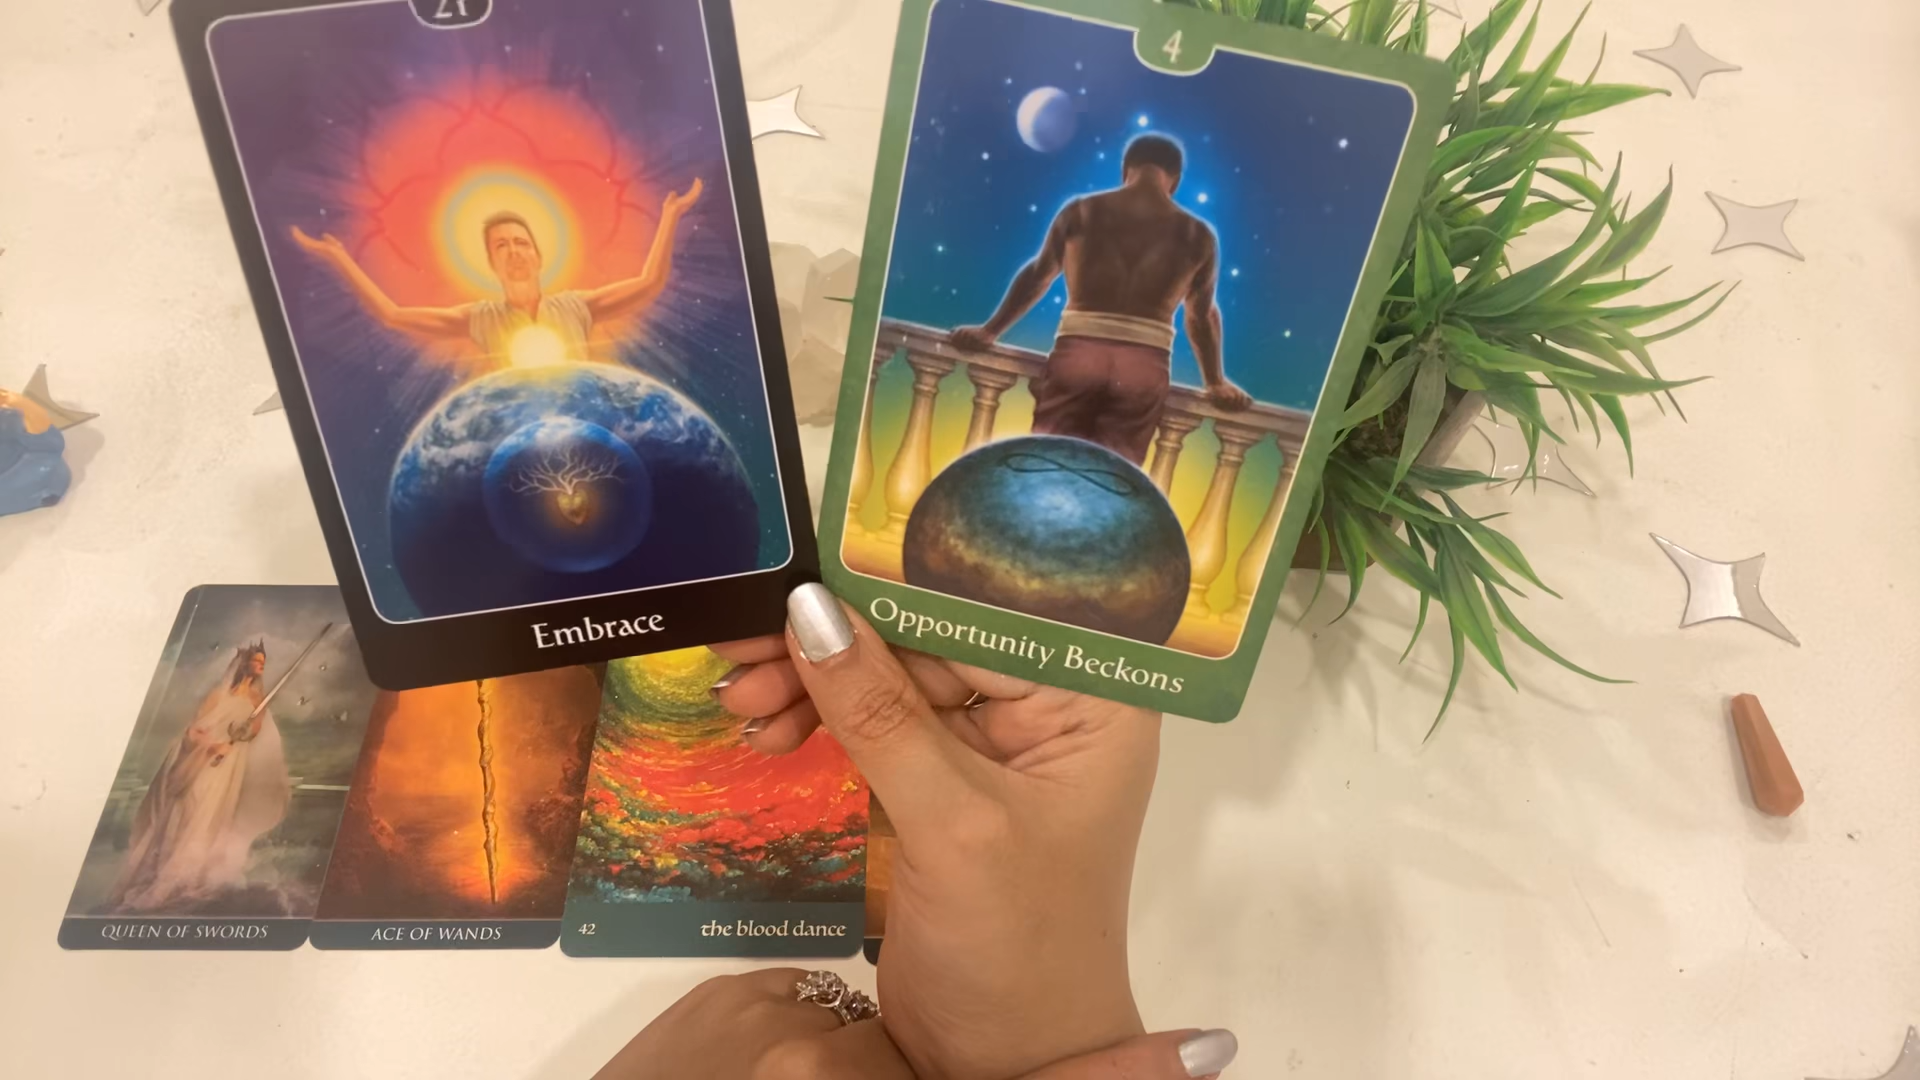 4
Embrace
Opportunity Beckons
QUEEN OF SWORDS
ACE OF WANDS
42
the blood dance